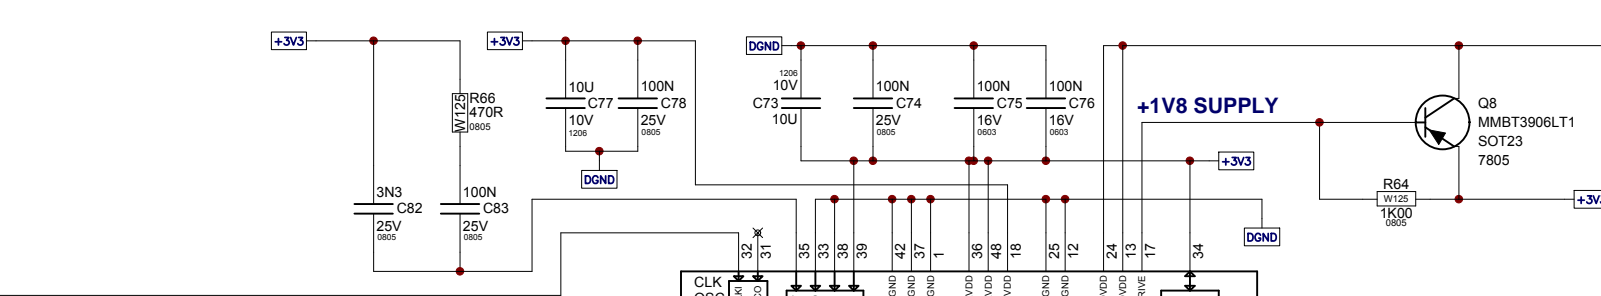 +3V3
+3V3
DGND
1206
10V
C73
10U
10U
C77
10V
1206
100N
C78
25V
0805
100N
C74
25V
0805
100N
C75
16V
0603
100N
C76
16V
0603
+1V8 SUPPLY
Q8
MMBT3906LT1
SOT23
7805
W125
R66
470R
0805
DGND
+3V3
3N3
C82
25V
0805
100N
C83
25V
0805
R64
W125
1K00
0805
DGND
32
31
35
33
38
39
42
37
1
36
48
18
25
12
24
13
17
34
CLK
GND
GND
GND
VDD
VDD
VDD
GND
GND
VDD
VDD
RIVE